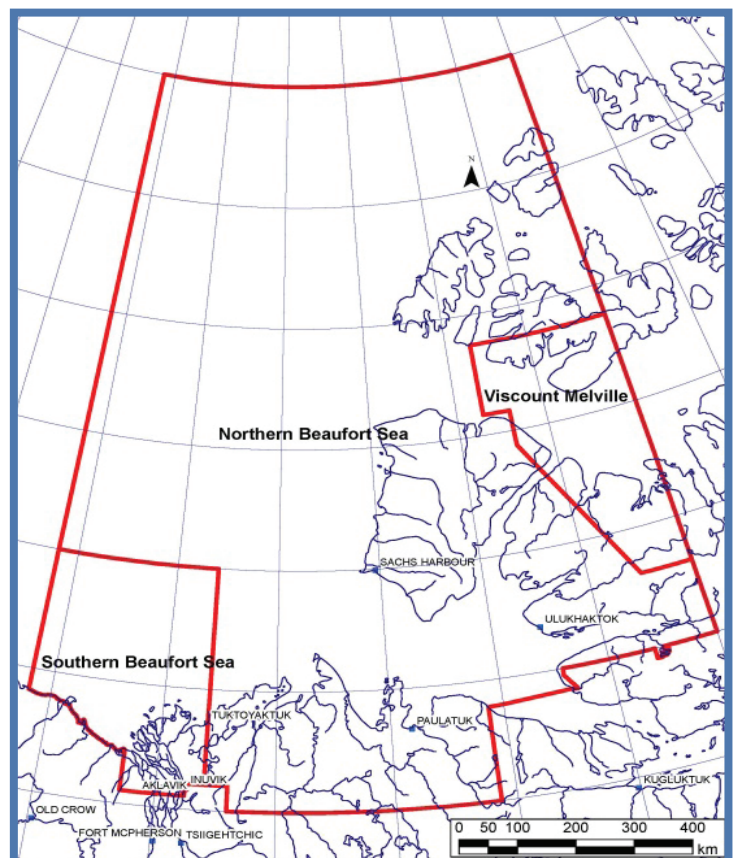 N
Viscount Melville
Northern Beaufort Sea
SACHS HARBOUR
ULUKHAKTOK
Southern Beaufort Sea
TUKTOYAKTUK
PAULATUK
INUVIK
AKLAVIK
KUGLUKTUK
OLD CROW
FORT MCPHERSON
TSIIGEHTCHIC
0 50 100 200 300 400
km